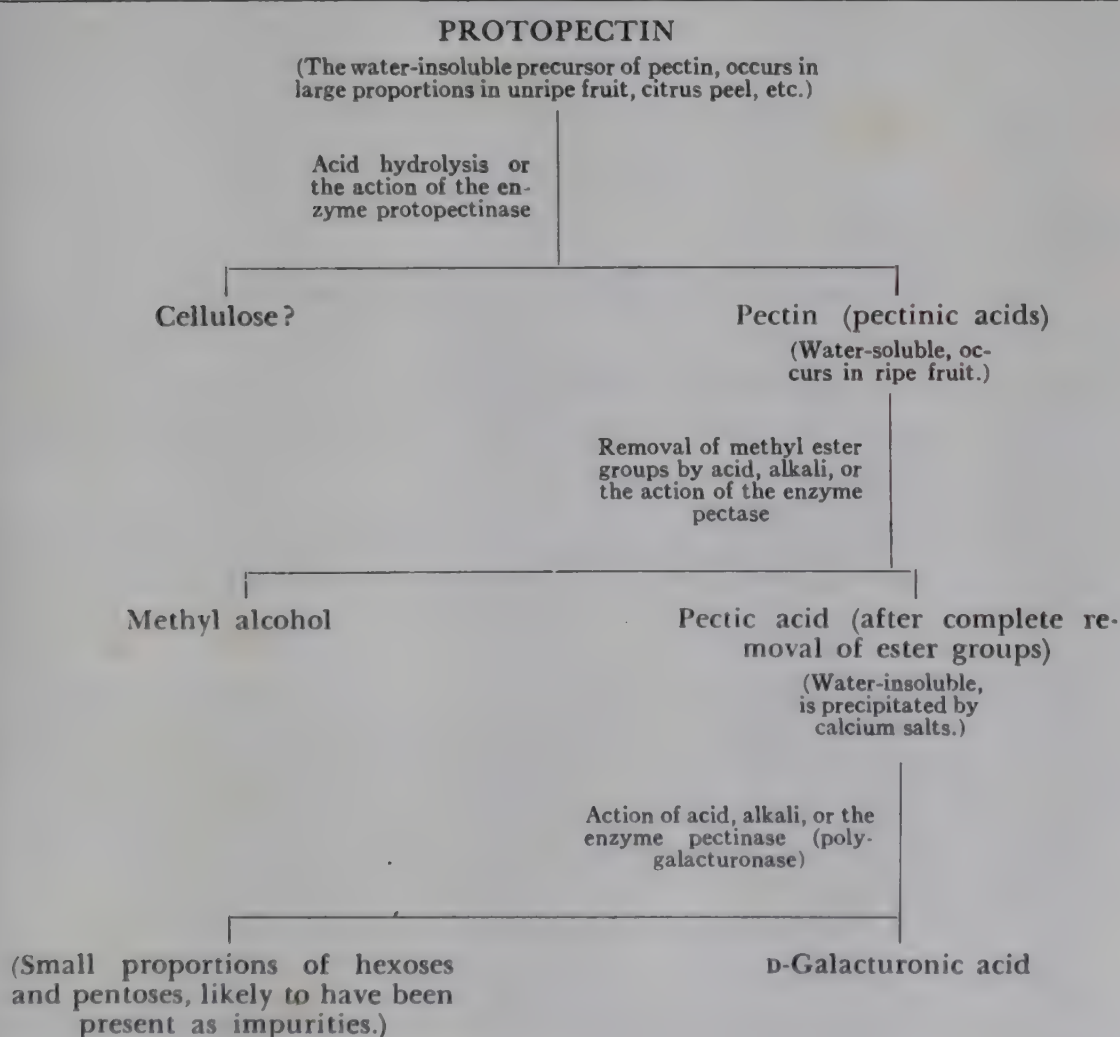 PROTOPECTIN
(The water-insoluble precursor of pectin, occurs in
large proportions in unripe fruit, citrus peel, etc.)
Acid hydrolysis or
the action of the en-
zyme protopectinase
Cellulose?
Pectin (pectinic acids)
(Water-soluble, oc-
curs in ripe fruit.)
Removal of methyl ester
groups by acid, alkali, or
the action of the enzyme
pectase
Methyl alcohol
Pectic acid (after complete re-
moval of ester groups)
(Water-insoluble,
is precipitated by
calcium salts.)
Action of acid, alkali, or the
enzyme pectinase (poly-
galacturonase)
(Small proportions of hexoses
and pentoses, likely to have been
present as impurities.)
D-Galacturonic acid